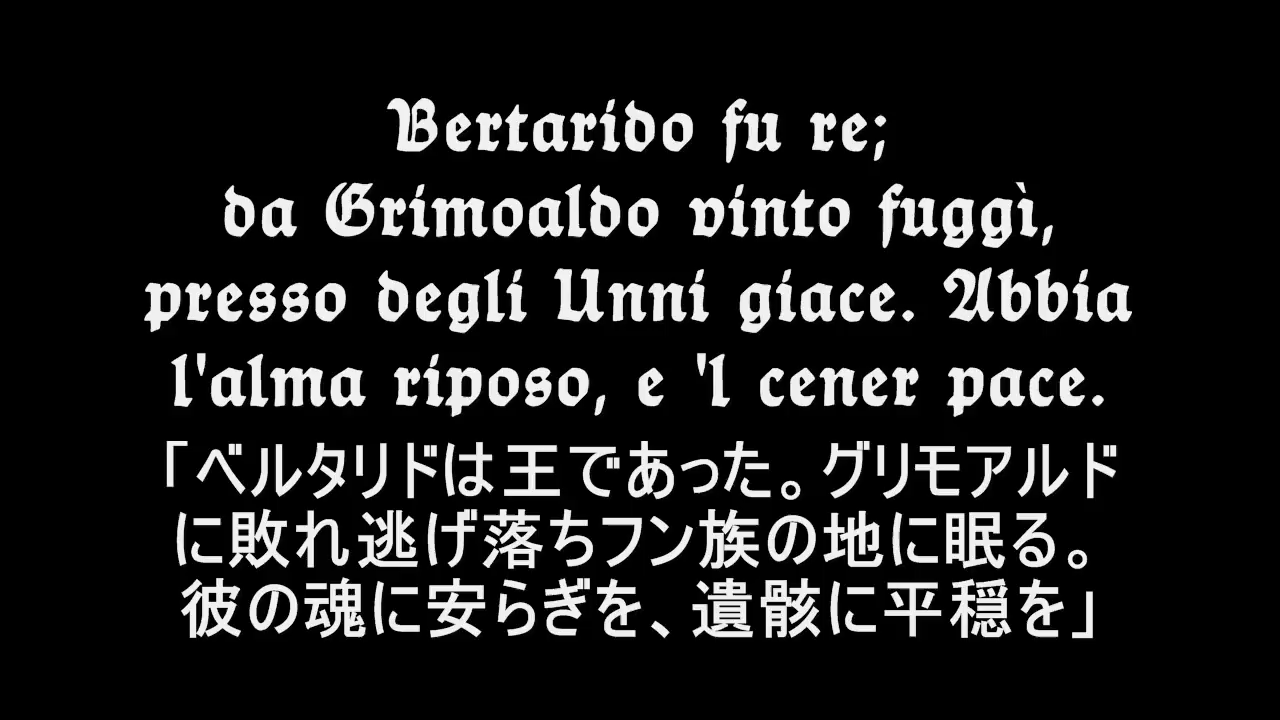 Bertarido fu re;
da Grimoaldo vinto fuggì,
presso degli Unni giace. Abbia
l'alma riposo, e 'l cener pace.
「ベルタリドは王であった。グリモアルド
に敗れ逃げ落ちフン族の地に眠る。
彼の魂に安らぎを、遺骸に平穏を」